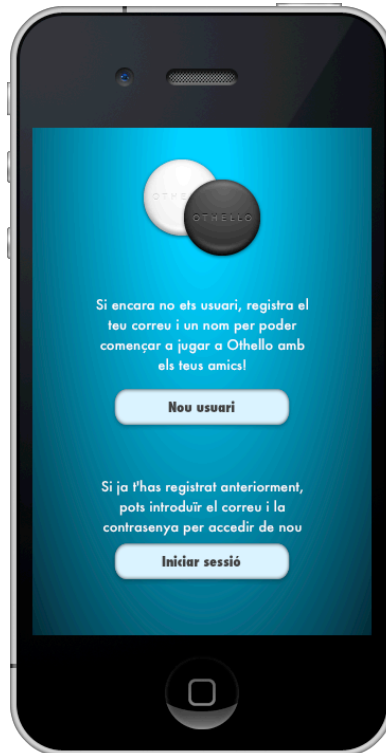 OTHELLO
OTHELLO
Si encara no ets usuari, registra el
teu correu i un nom per poder
començar a jugar a Othello amb
els teus amics!
Nou usuari
Si ja t'has registrat anteriorment,
pots introduïr el correu i la
contrasenya per accedir de nou
Iniciar sessió